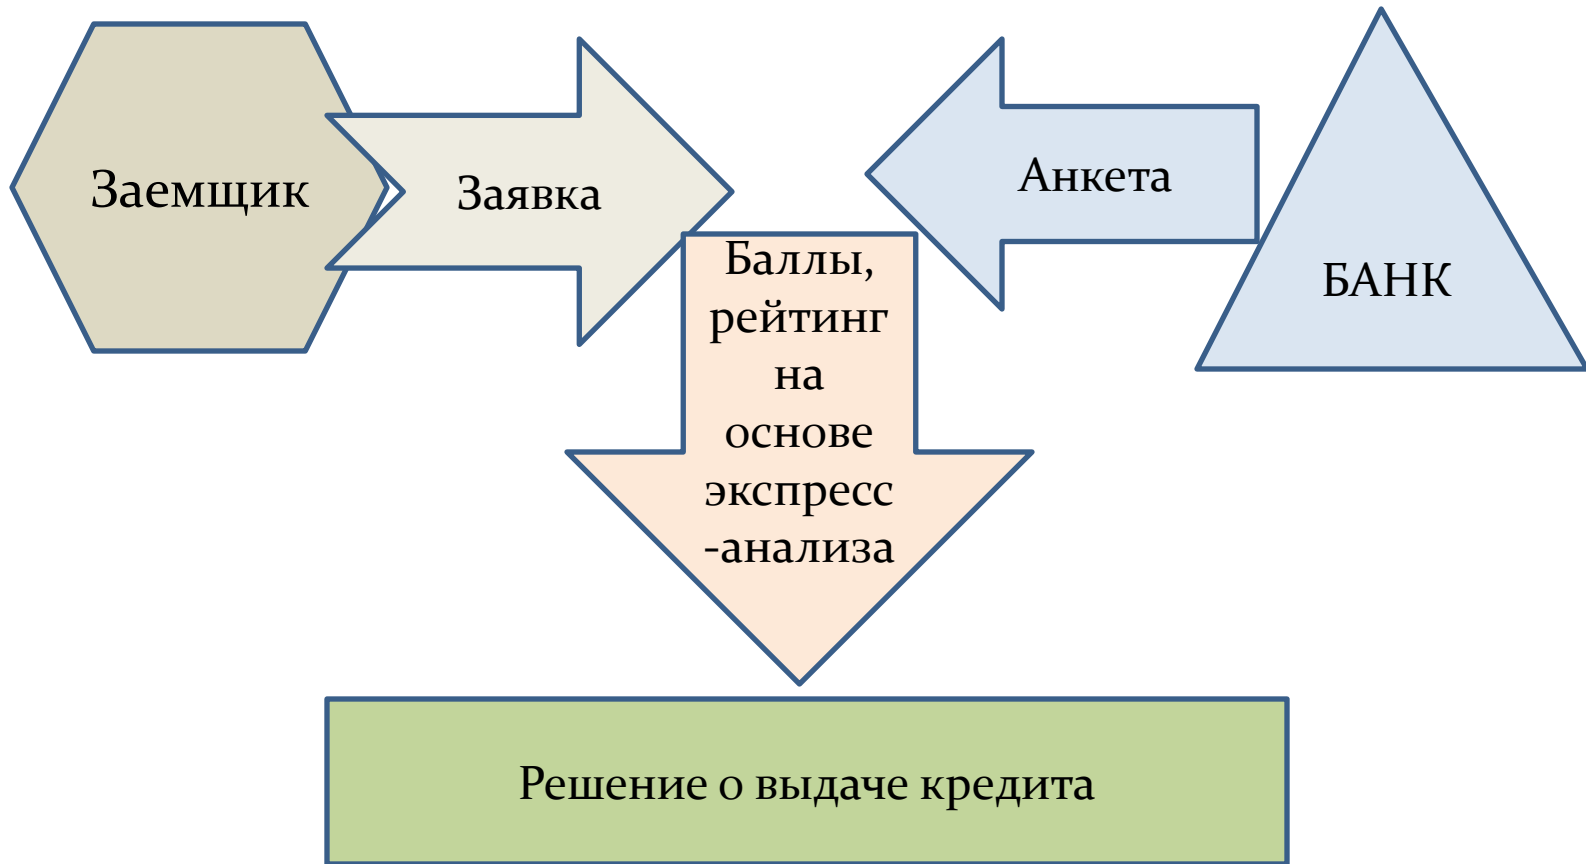 Заемщик
Заявка
Анкета
БАНК
Баллы,
рейтинг
на
основе
экспресс
-анализа
Решение о выдаче кредита